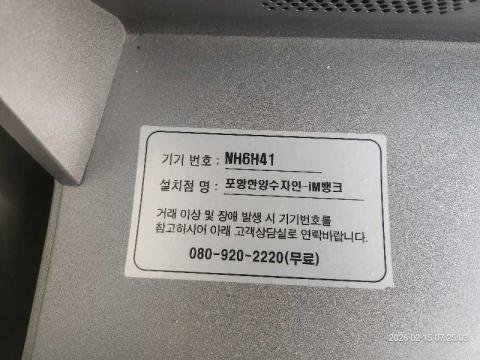 기기 번호 : NH6H41
설치점 명 : 포항한양수자인-iM뱅크
거래 이상 및 장애 발생 시 기기번호를
참고하시어 아래 고객상담실로 연락바랍니다.
080-920-2220(무료)
2026-02-15 07:25:03